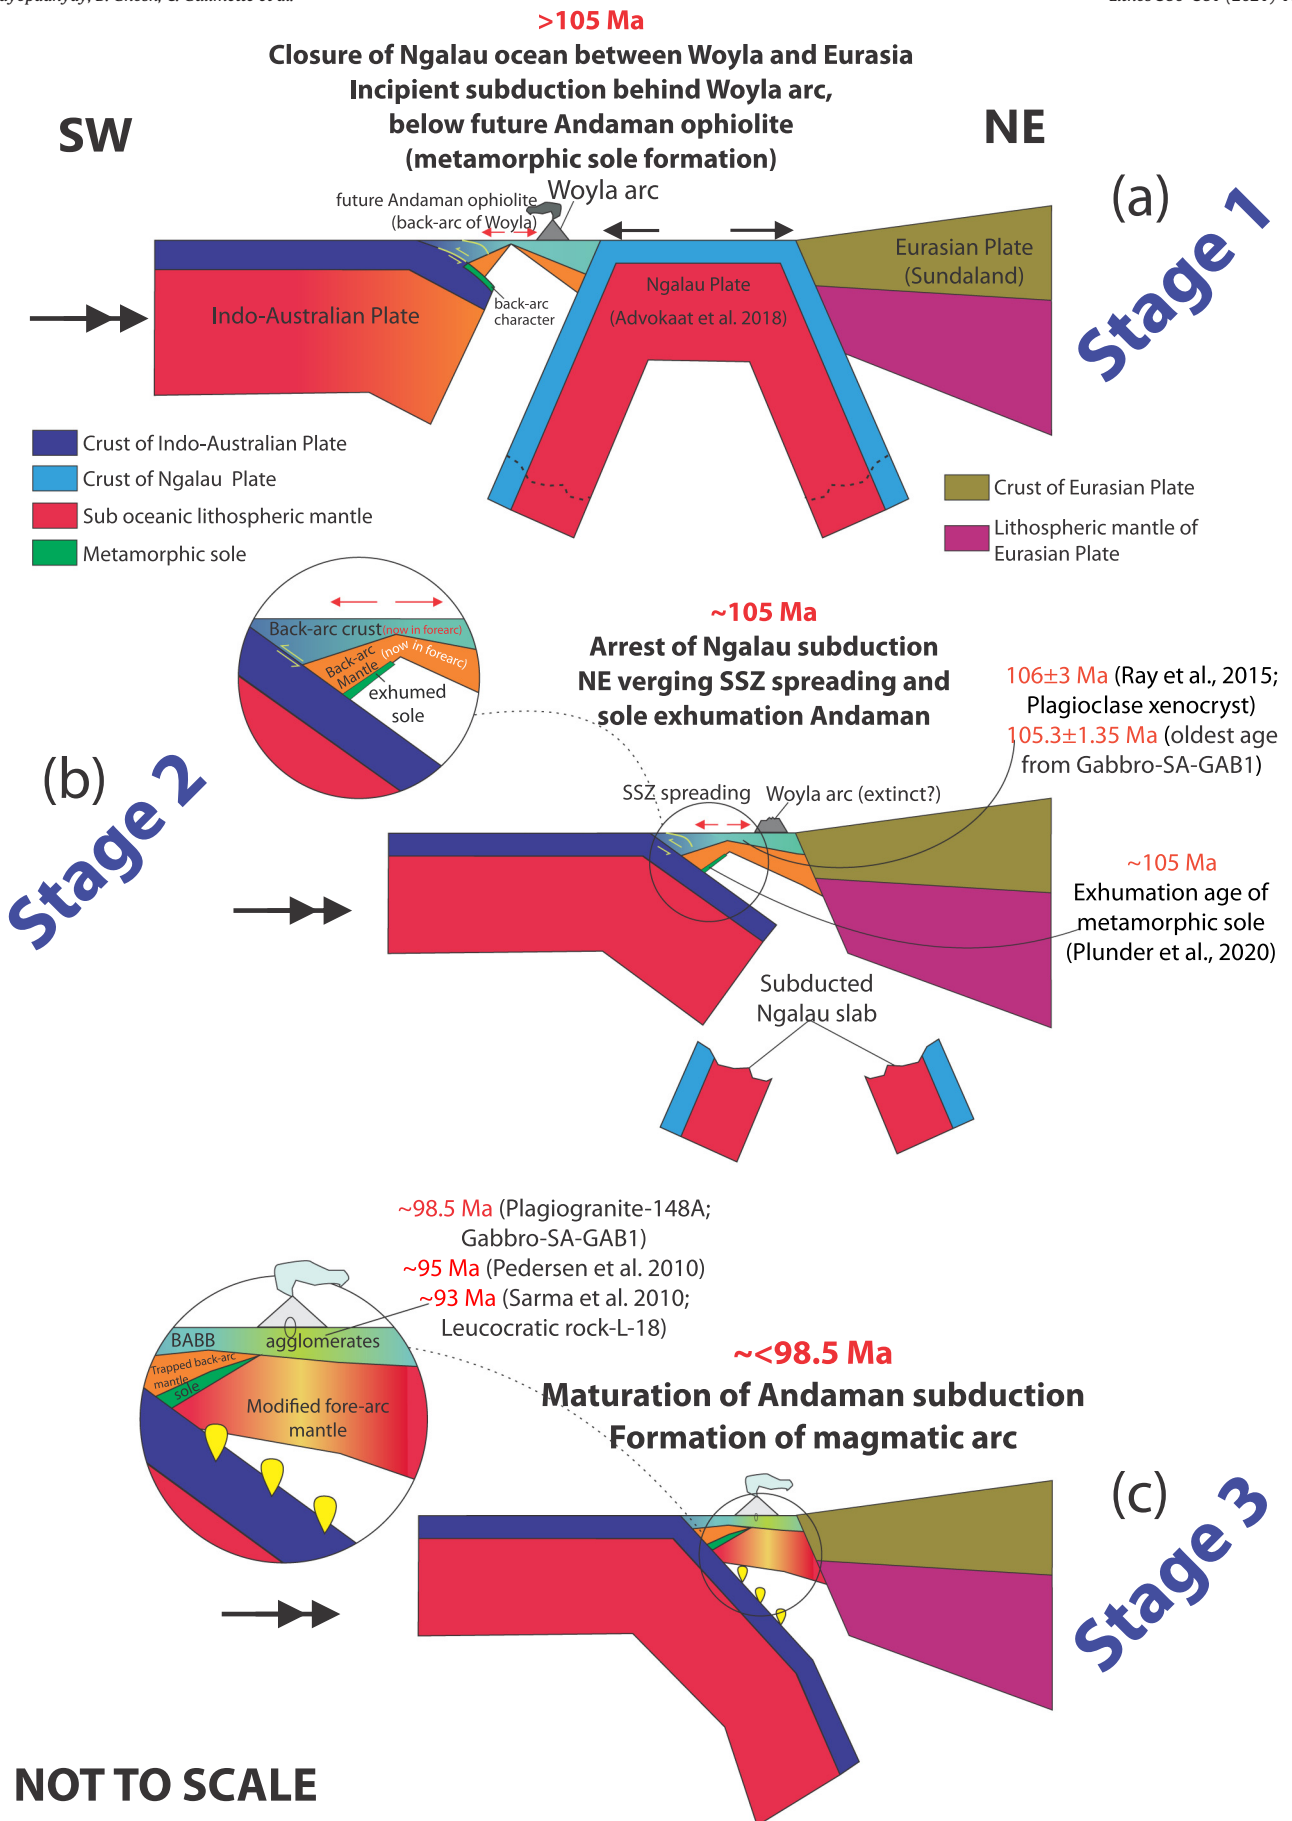 >105 Ma
Closure of Ngalau ocean between Woyla and Eurasia
Incipient subduction behind Woyla arc,
below future Andaman ophiolite
(metamorphic sole formation)
SW
NE
(a)
Stage 1
future Andaman ophiolite
(back-arc of Woyla)
Woyla arc
Indo-Australian Plate
back-arc
character
Ngalau Plate
(Advokaat et al. 2018)
Eurasian Plate
(Sundaland)
Crust of Indo-Australian Plate
Crust of Ngalau Plate
Sub oceanic lithospheric mantle
Metamorphic sole
Crust of Eurasian Plate
Lithospheric mantle of
Eurasian Plate
(b)
Stage 2
Back-arc crust (now in forearc)
Back-arc
Mantle
(now in forearc)
exhumed
sole
~105 Ma
Arrest of Ngalau subduction
NE verging SSZ spreading and
sole exhumation Andaman
106±3 Ma (Ray et al., 2015;
Plagioclase xenocryst)
105.3±1.35 Ma (oldest age
from Gabbro-SA-GAB1)
SSZ spreading
Woyla arc (extinct?)
~105 Ma
Exhumation age of
metamorphic sole
(Plunder et al., 2020)
Subducted
Ngalau slab
~98.5 Ma (Plagiogranite-148A;
Gabbro-SA-GAB1)
~95 Ma (Pedersen et al. 2010)
~93 Ma (Sarma et al. 2010;
Leucocratic rock-L-18)
BABB
agglomerates
Trapped back-arc
mantle
sole
Modified fore-arc
mantle
~<98.5 Ma
Maturation of Andaman subduction
Formation of magmatic arc
(c)
Stage 3
NOT TO SCALE